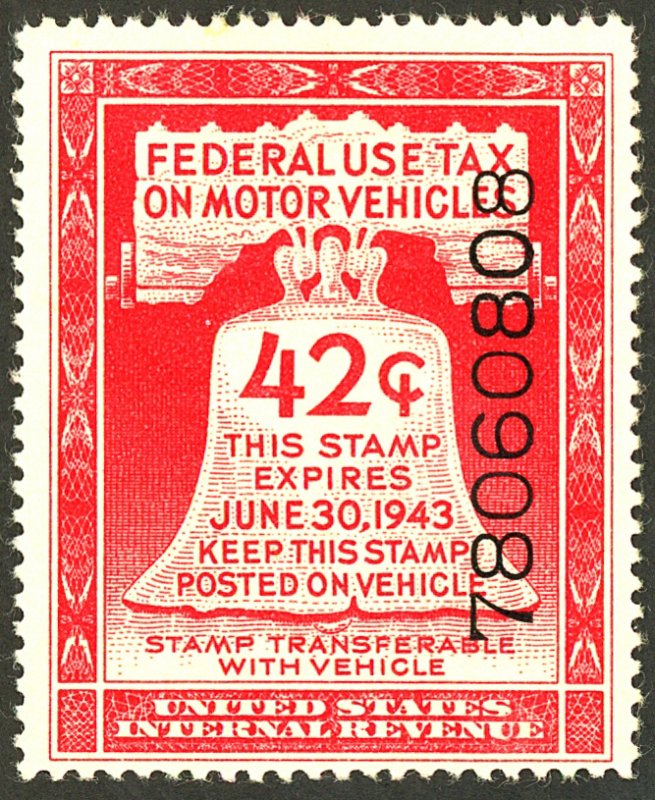 FEDERAL USE TAX
ON MOTOR VEHICLES
42¢
THIS STAMP
EXPIRES
JUNE 30, 1943
KEEP THIS STAMP
POSTED ON VEHICLE
STAMP TRANSFERABLE
WITH VEHICLE
UNITED STATES
INTERNAL REVENUE
78060808